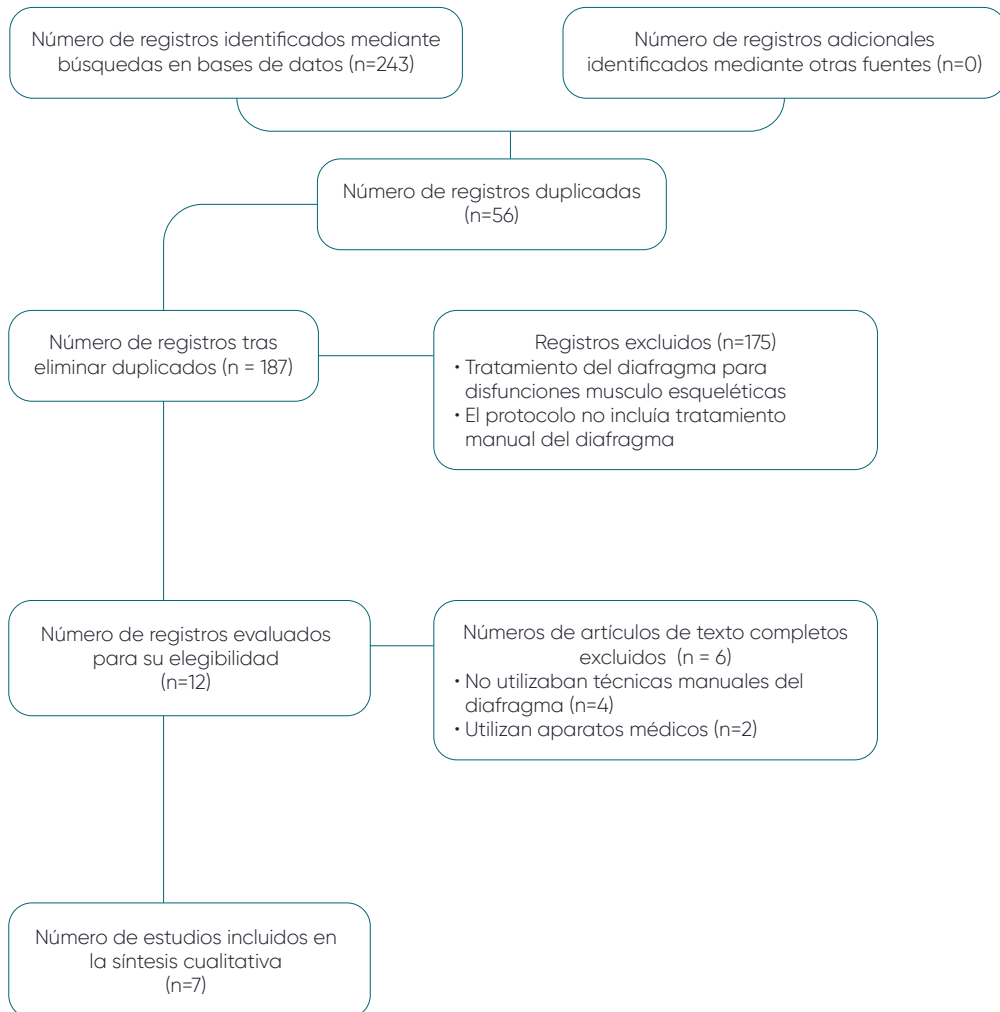 Número de registros identificados mediante
búsquedas en bases de datos (n=243)
Número de registros adicionales
identificados mediante otras fuentes (n=0)
Número de registros duplicadas
(n=56)
Número de registros tras
eliminar duplicados (n = 187)
Registros excluidos (n=175)
• Tratamiento del diafragma para
disfunciones musculo esqueléticas
• El protocolo no incluía tratamiento
manual del diafragma
Número de registros evaluados
para su elegibilidad
(n=12)
Números de artículos de texto completos
excluidos (n = 6)
• No utilizaban técnicas manuales del
diafragma (n=4)
• Utilizan aparatos médicos (n=2)
Número de estudios incluidos en
la síntesis cualitativa
(n=7)